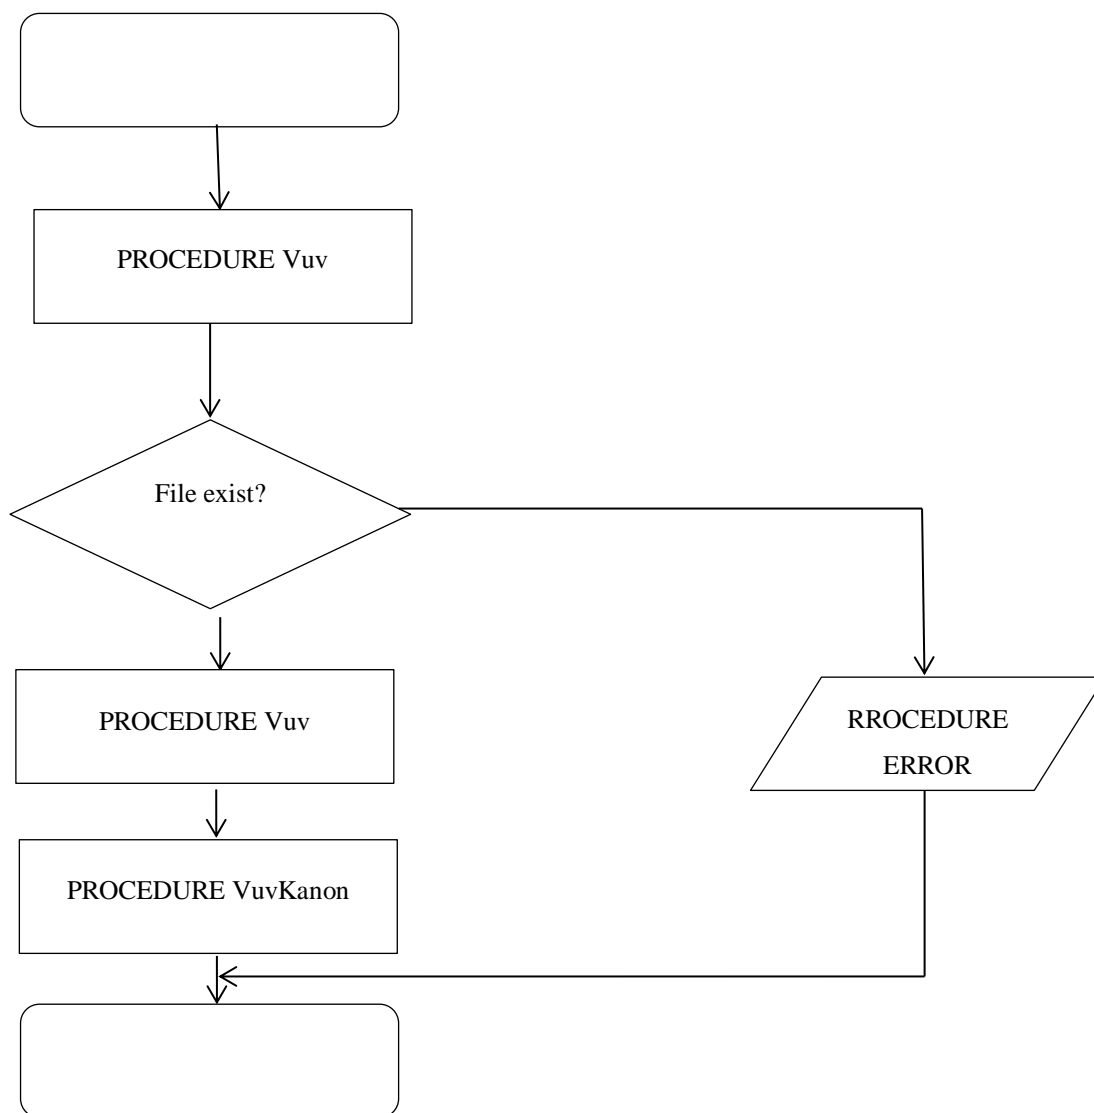 PROCEDURE Vuv
File exist?
PROCEDURE Vuv
RROCEDURE
ERROR
PROCEDURE VuvKanon